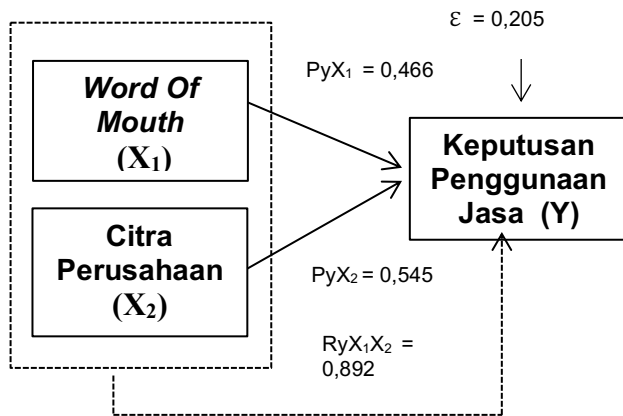 Ɛ = 0,205
PyX₁ = 0,466
Word Of
Mouth
(X₁)
Keputusan
Penggunaan
Jasa (Y)
Citra
Perusahaan
(X₂)
PyX₂ = 0,545
RyX₁X₂ =
0,892